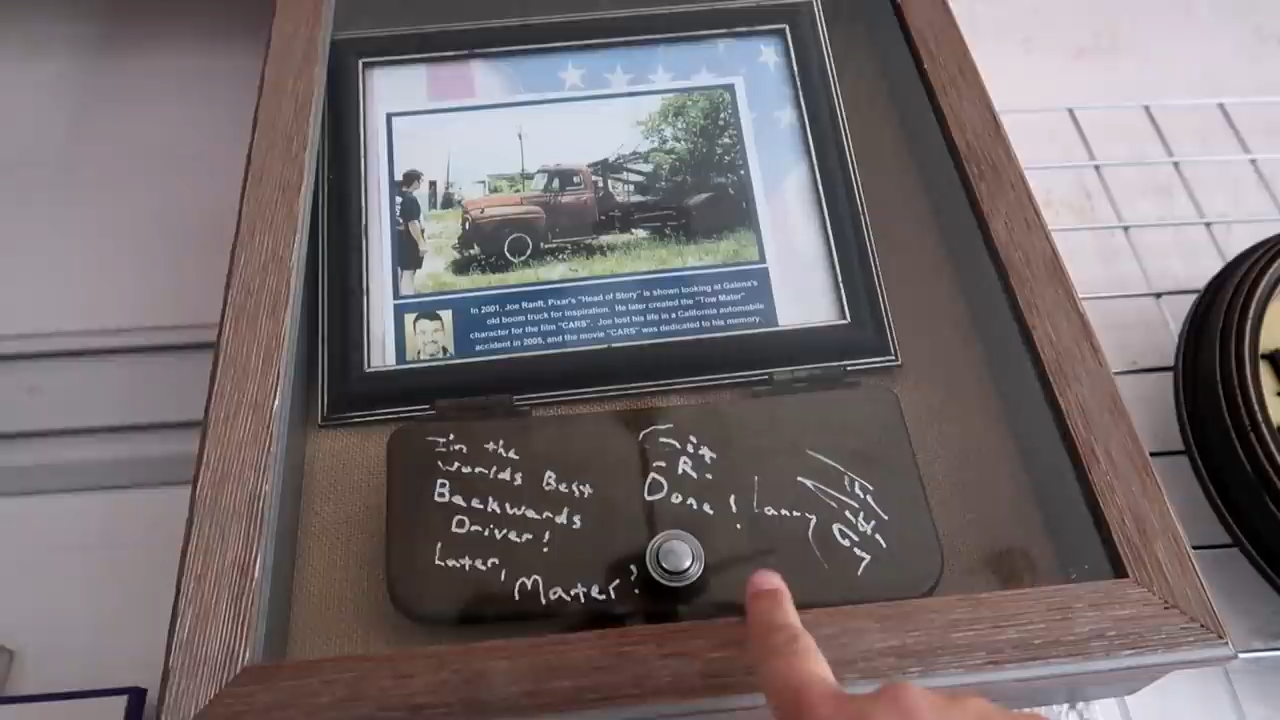 In 2001, Joe Ranft, Pixar's "Head of Story" is shown looking at Galena's
old boom truck for inspiration. He later created the "Tow Mater"
character for the film "CARS". Joe lost his life in a California automobile
accident in 2005, and the movie "CARS" was dedicated to his memory.
I'm the
Worlds Best
Backwards
Driver!
Later,
Mater!
Git
-R-
Done! Larry
The
Guy